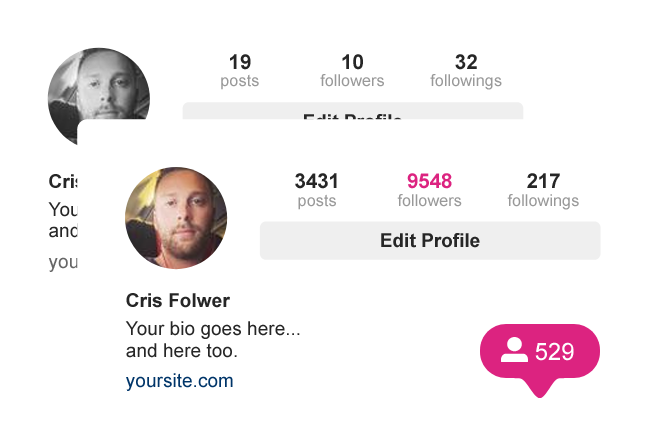 19 10 32
posts followers followings
Edit Profile
Cris
You
and
you
3431 9548 217
posts followers followings
Edit Profile
Cris Folwer
Your bio goes here...
and here too.
yoursite.com
529